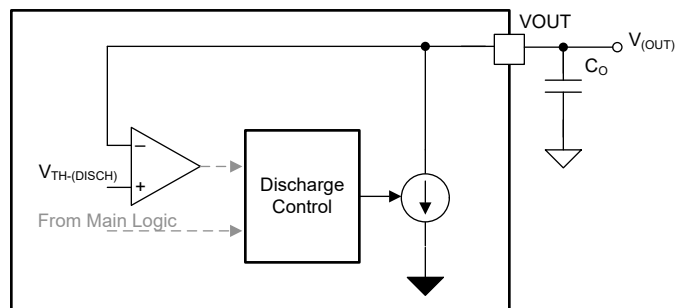 VOUT
V(OUT)
CO
−
VTH-(DISCH)
+
Discharge
Control
From Main Logic